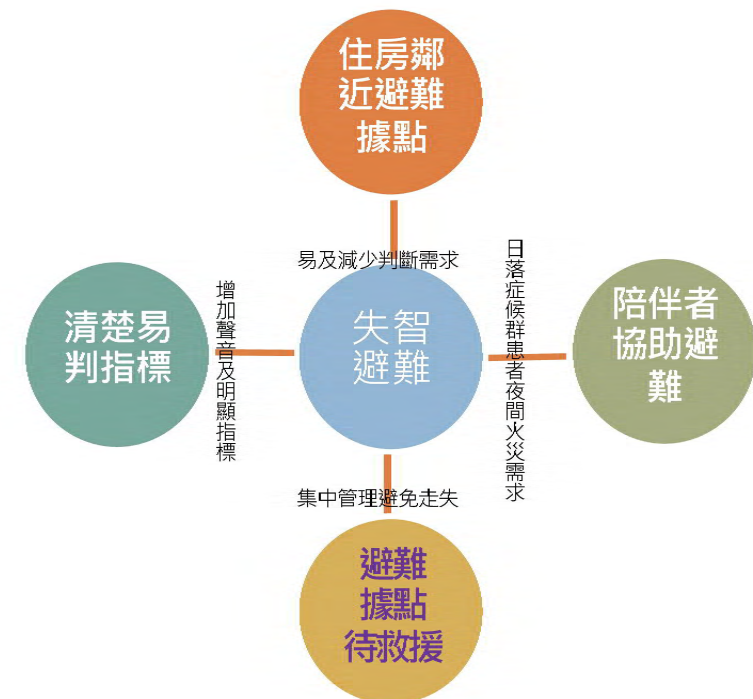 住房鄰
近避難
據點
易及減少判斷需求
清楚易
判指標
增加聲音及明顯指標
失智
避難
日落症候群患者夜間火災需求
陪伴者
協助避
難
集中管理避免走失
避難
據點
待救援